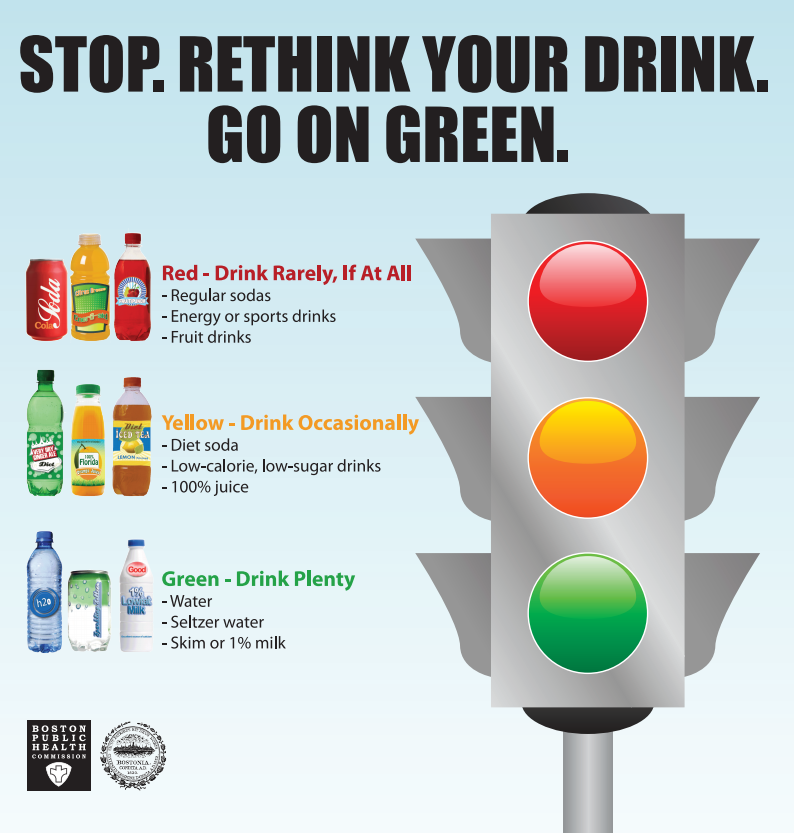 STOP. RETHINK YOUR DRINK.
GO ON GREEN.
Soda
Cola
Red - Drink Rarely, If At All
- Regular sodas
- Energy or sports drinks
- Fruit drinks
Diet
100%
Florida
Diet
ICED TEA
LEMON
Yellow - Drink Occasionally
- Diet soda
- Low-calorie, low-sugar drinks
- 100% juice
h2o
Good
1%
Lowfat
Milk
Green - Drink Plenty
- Water
- Seltzer water
- Skim or 1% milk
BOSTON
PUBLIC
HEALTH
COMMISSION
BOSTONIA
CONDITA A.D.
1630.